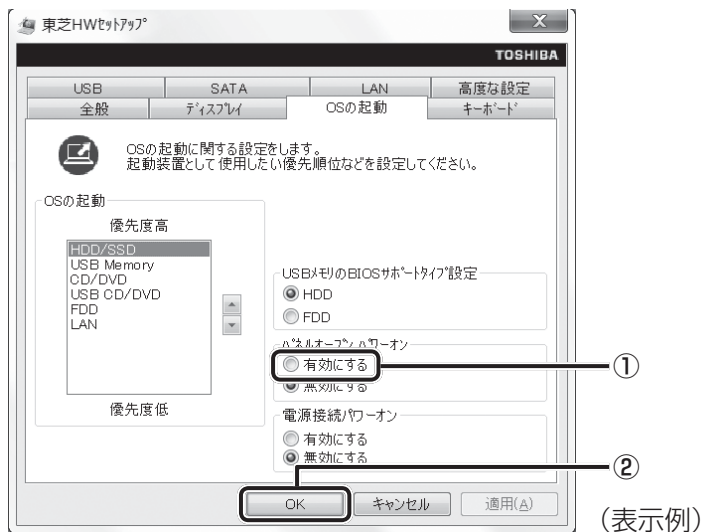 東芝HWｾｯﾄｱｯﾌﾟ
X
TOSHIBA
USB
SATA
LAN
高度な設定
全般
ﾃﾞｨｽﾌﾟﾚｲ
OSの起動
ｷｰﾎﾞｰﾄﾞ
OSの起動に関する設定をします。
起動装置として使用したい優先順位などを設定してください。
OSの起動
優先度高
HDD/SSD
USB Memory
CD/DVD
USB CD/DVD
FDD
LAN
優先度低
USBﾒﾓﾘのBIOSｻﾎﾟｰﾄﾀｲﾌﾟ設定
HDD
FDD
ﾊﾟﾈﾙｵｰﾌﾟﾝ ﾊﾟﾜｰｵﾝ
有効にする
①
無効にする
電源接続ﾊﾟﾜｰｵﾝ
有効にする
無効にする
②
OK
ｷｬﾝｾﾙ
適用(A)
（表示例）